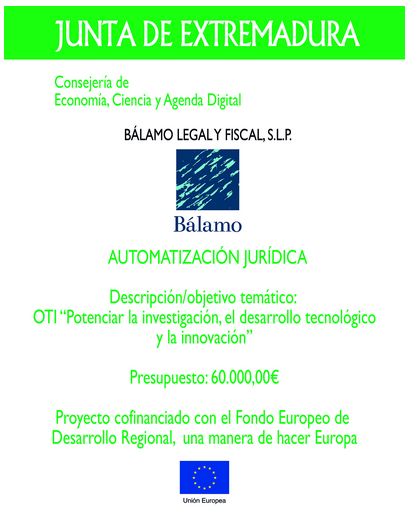 JUNTA DE EXTREMADURA
Consejería de
Economía, Ciencia y Agenda Digital
BÁLAMO LEGAL Y FISCAL, S.L.P.
Bálamo
AUTOMATIZACIÓN JURÍDICA
Descripción/objetivo temático:
OTI “Potenciar la investigación, el desarrollo tecnológico
y la innovación”
Presupuesto: 60.000,00€
Proyecto cofinanciado con el Fondo Europeo de
Desarrollo Regional, una manera de hacer Europa
Unión Europea